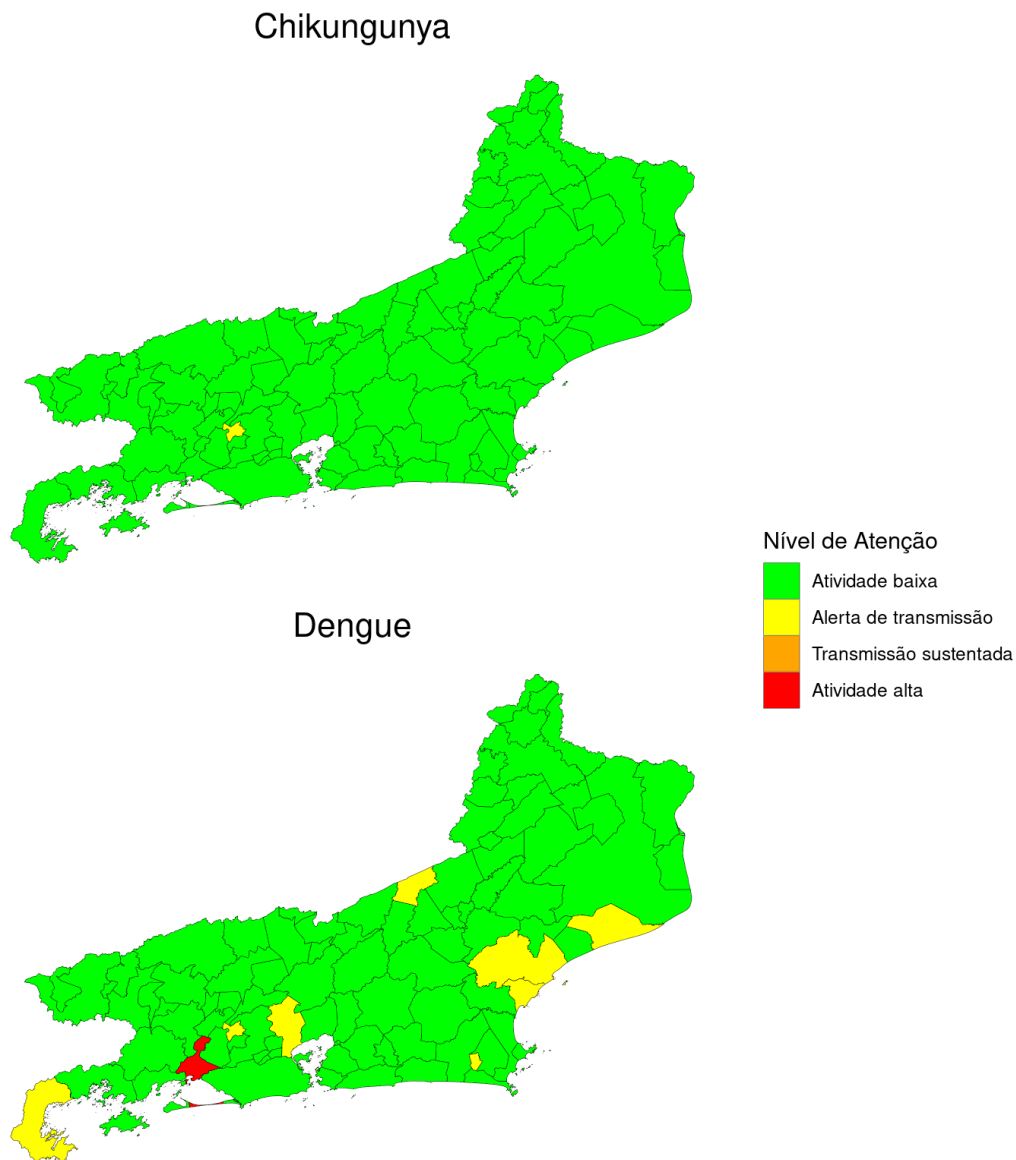 Chikungunya
Nível de Atenção
Atividade baixa
Alerta de transmissão
Transmissão sustentada
Atividade alta
Dengue